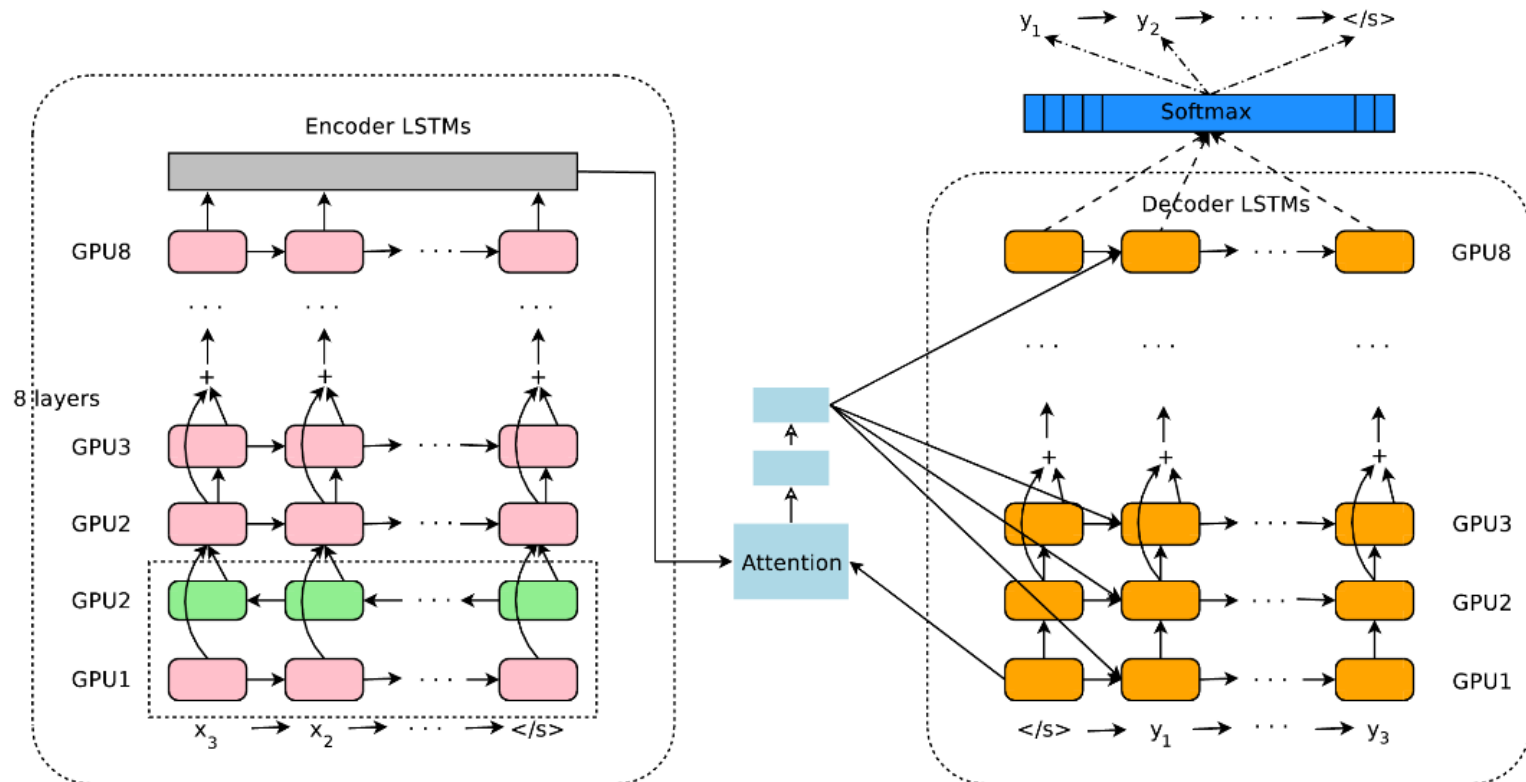 y1 y2 . . . </s>
Softmax
Encoder LSTMs
Decoder LSTMs
GPU8 . . . . . . GPU8
. . . . . . . . .
. . . . . . . . .
+ + +
8 layers
GPU3 . . .
+ + +
GPU2 . . . . . . GPU3
Attention
GPU2 . . . . . . GPU2
GPU1 . . . . . . GPU1
x3 x2 . . . </s> </s> y1 . . . y3